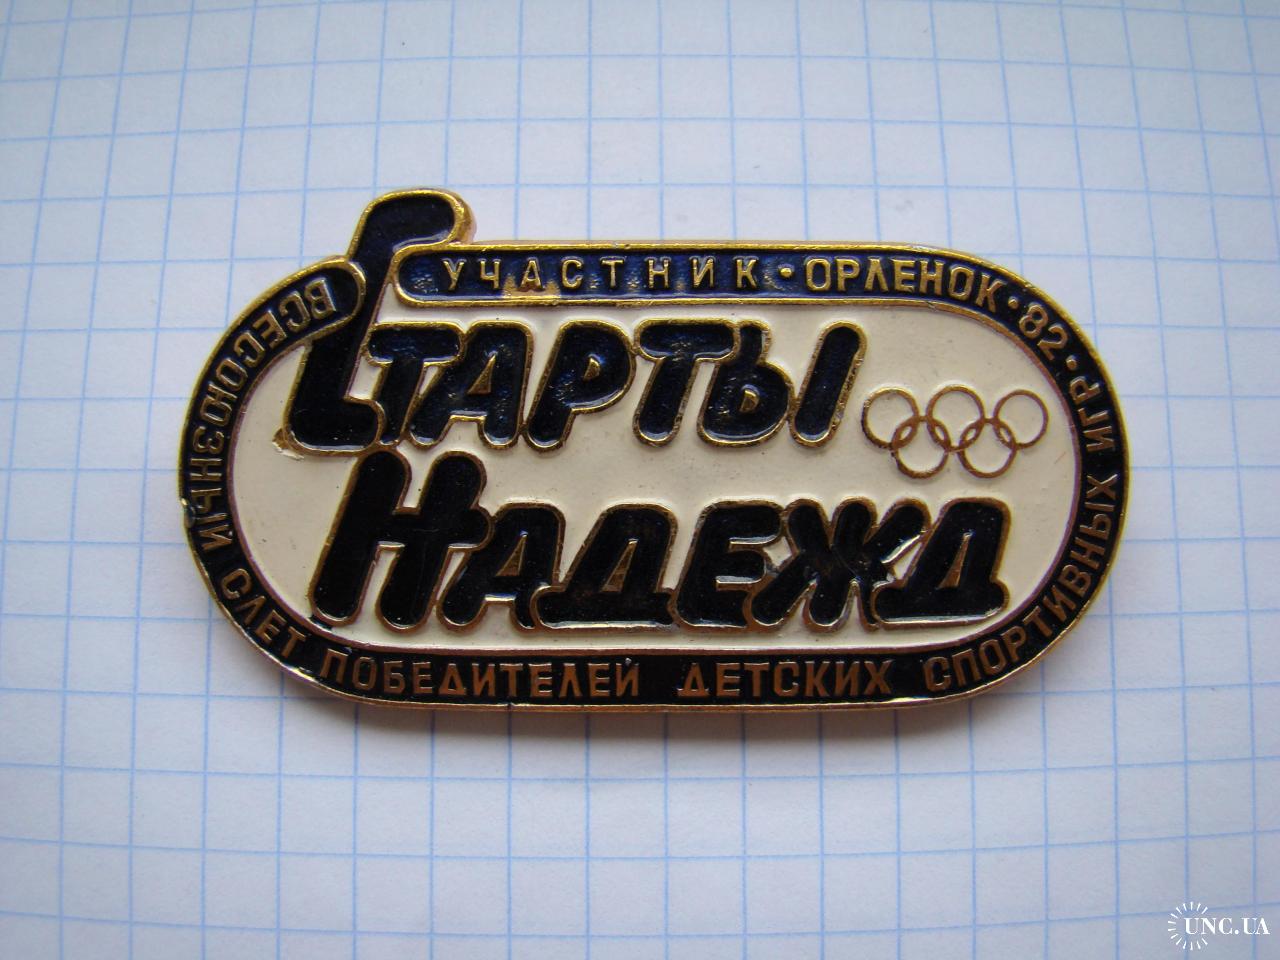 УЧАСТНИК · ОРЛЕНОК · 82 ·
СТАРТЫ
НАДЕЖД
ВСЕСОЮЗНЫЙ СЛЕТ ПОБЕДИТЕЛЕЙ ДЕТСКИХ СПОРТИВНЫХ ИГР
UNC.UA